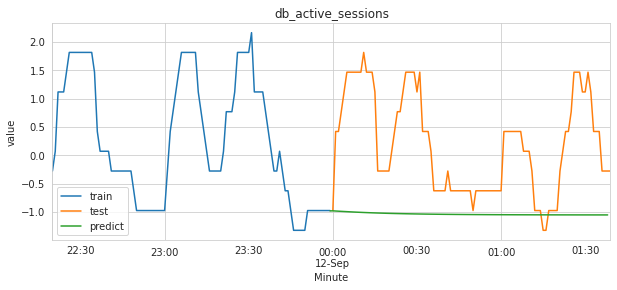 db_active_sessions
value
2.0
1.5
1.0
0.5
0.0
−0.5
−1.0
train
test
predict
22:30
23:00
23:30
00:00
12-Sep
00:30
01:00
01:30
Minute